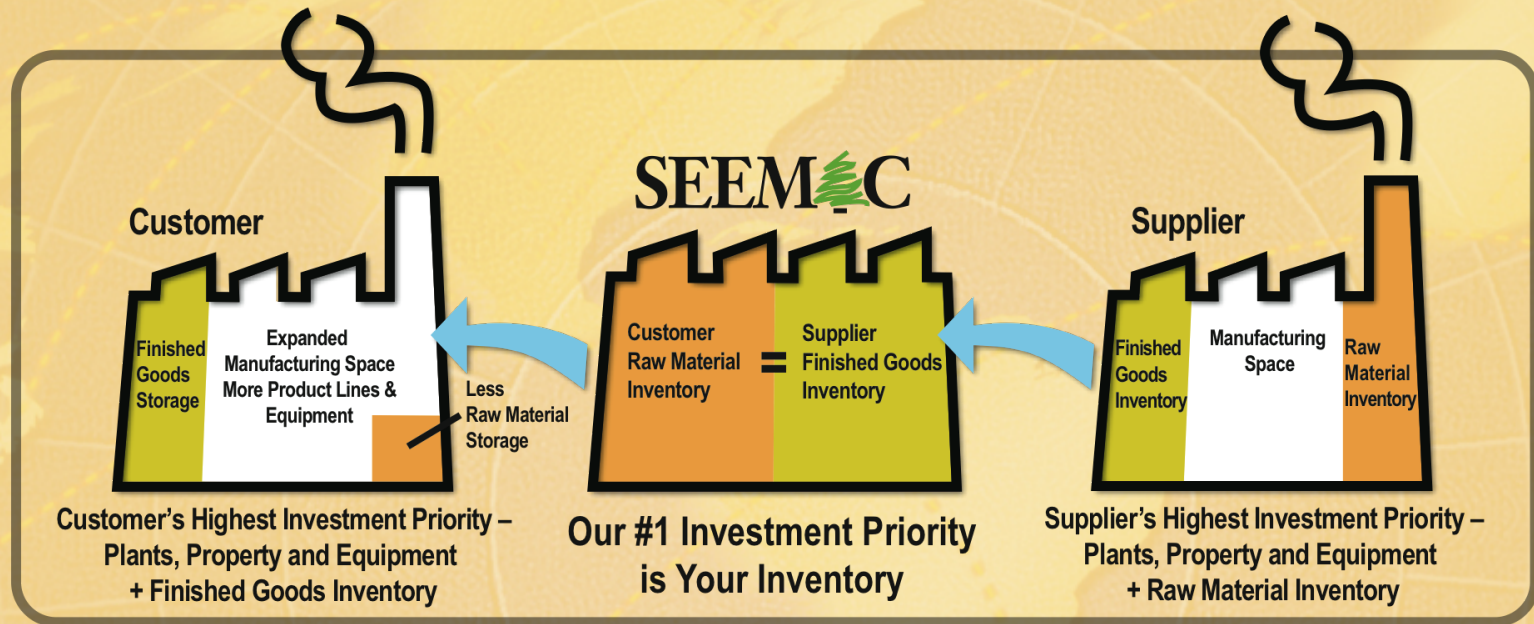 SEEMAC
Customer
Supplier
Finished
Goods
Storage
Expanded
Manufacturing Space
More Product Lines &
Equipment
Less
Raw Material
Storage
Customer
Raw Material
Inventory
=
Supplier
Finished Goods
Inventory
Finished
Goods
Inventory
Manufacturing
Space
Raw
Material
Inventory
Customer's Highest Investment Priority –
Plants, Property and Equipment
+ Finished Goods Inventory
Our #1 Investment Priority
is Your Inventory
Supplier's Highest Investment Priority –
Plants, Property and Equipment
+ Raw Material Inventory